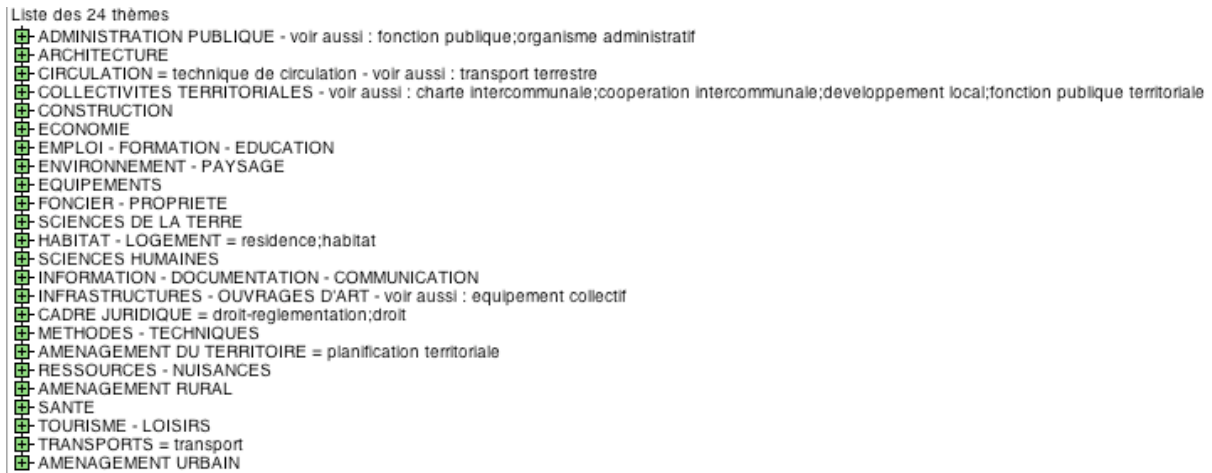 Liste des 24 thèmes
ADMINISTRATION PUBLIQUE - voir aussi : fonction publique;organisme administratif
ARCHITECTURE
CIRCULATION = technique de circulation - voir aussi : transport terrestre
COLLECTIVITES TERRITORIALES - voir aussi : charte intercommunale;cooperation intercommunale;developpement local;fonction publique territoriale
CONSTRUCTION
ECONOMIE
EMPLOI - FORMATION - EDUCATION
ENVIRONNEMENT - PAYSAGE
EQUIPEMENTS
FONCIER - PROPRIETE
SCIENCES DE LA TERRE
HABITAT - LOGEMENT = residence;habitat
SCIENCES HUMAINES
INFORMATION - DOCUMENTATION - COMMUNICATION
INFRASTRUCTURES - OUVRAGES D'ART - voir aussi : equipement collectif
CADRE JURIDIQUE = droit-reglementation;droit
METHODES - TECHNIQUES
AMENAGEMENT DU TERRITOIRE = planification territoriale
RESSOURCES - NUISANCES
AMENAGEMENT RURAL
SANTE
TOURISME - LOISIRS
TRANSPORTS = transport
AMENAGEMENT URBAIN